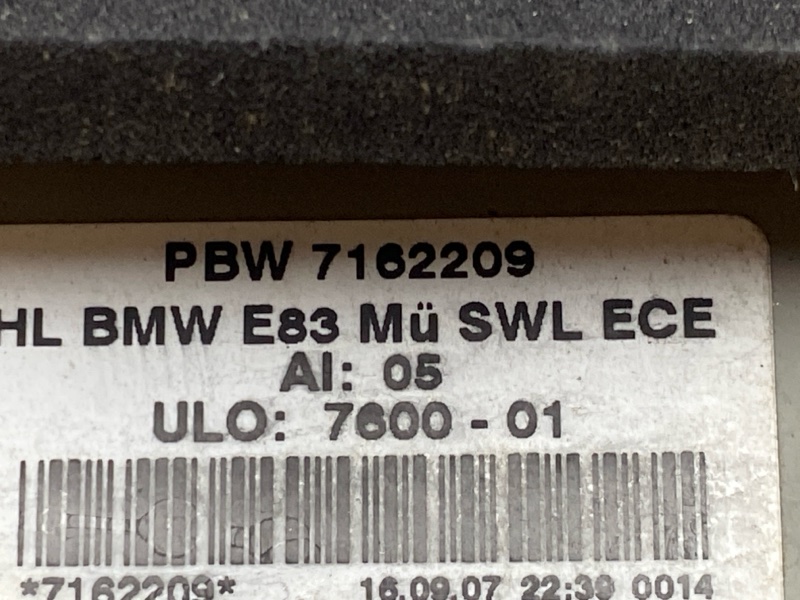 PBW 7162209
HL BMW E83 Mü SWL ECE
AI: 05
ULO: 7600 - 01
*7162209* 16.09.07 22:39 0014